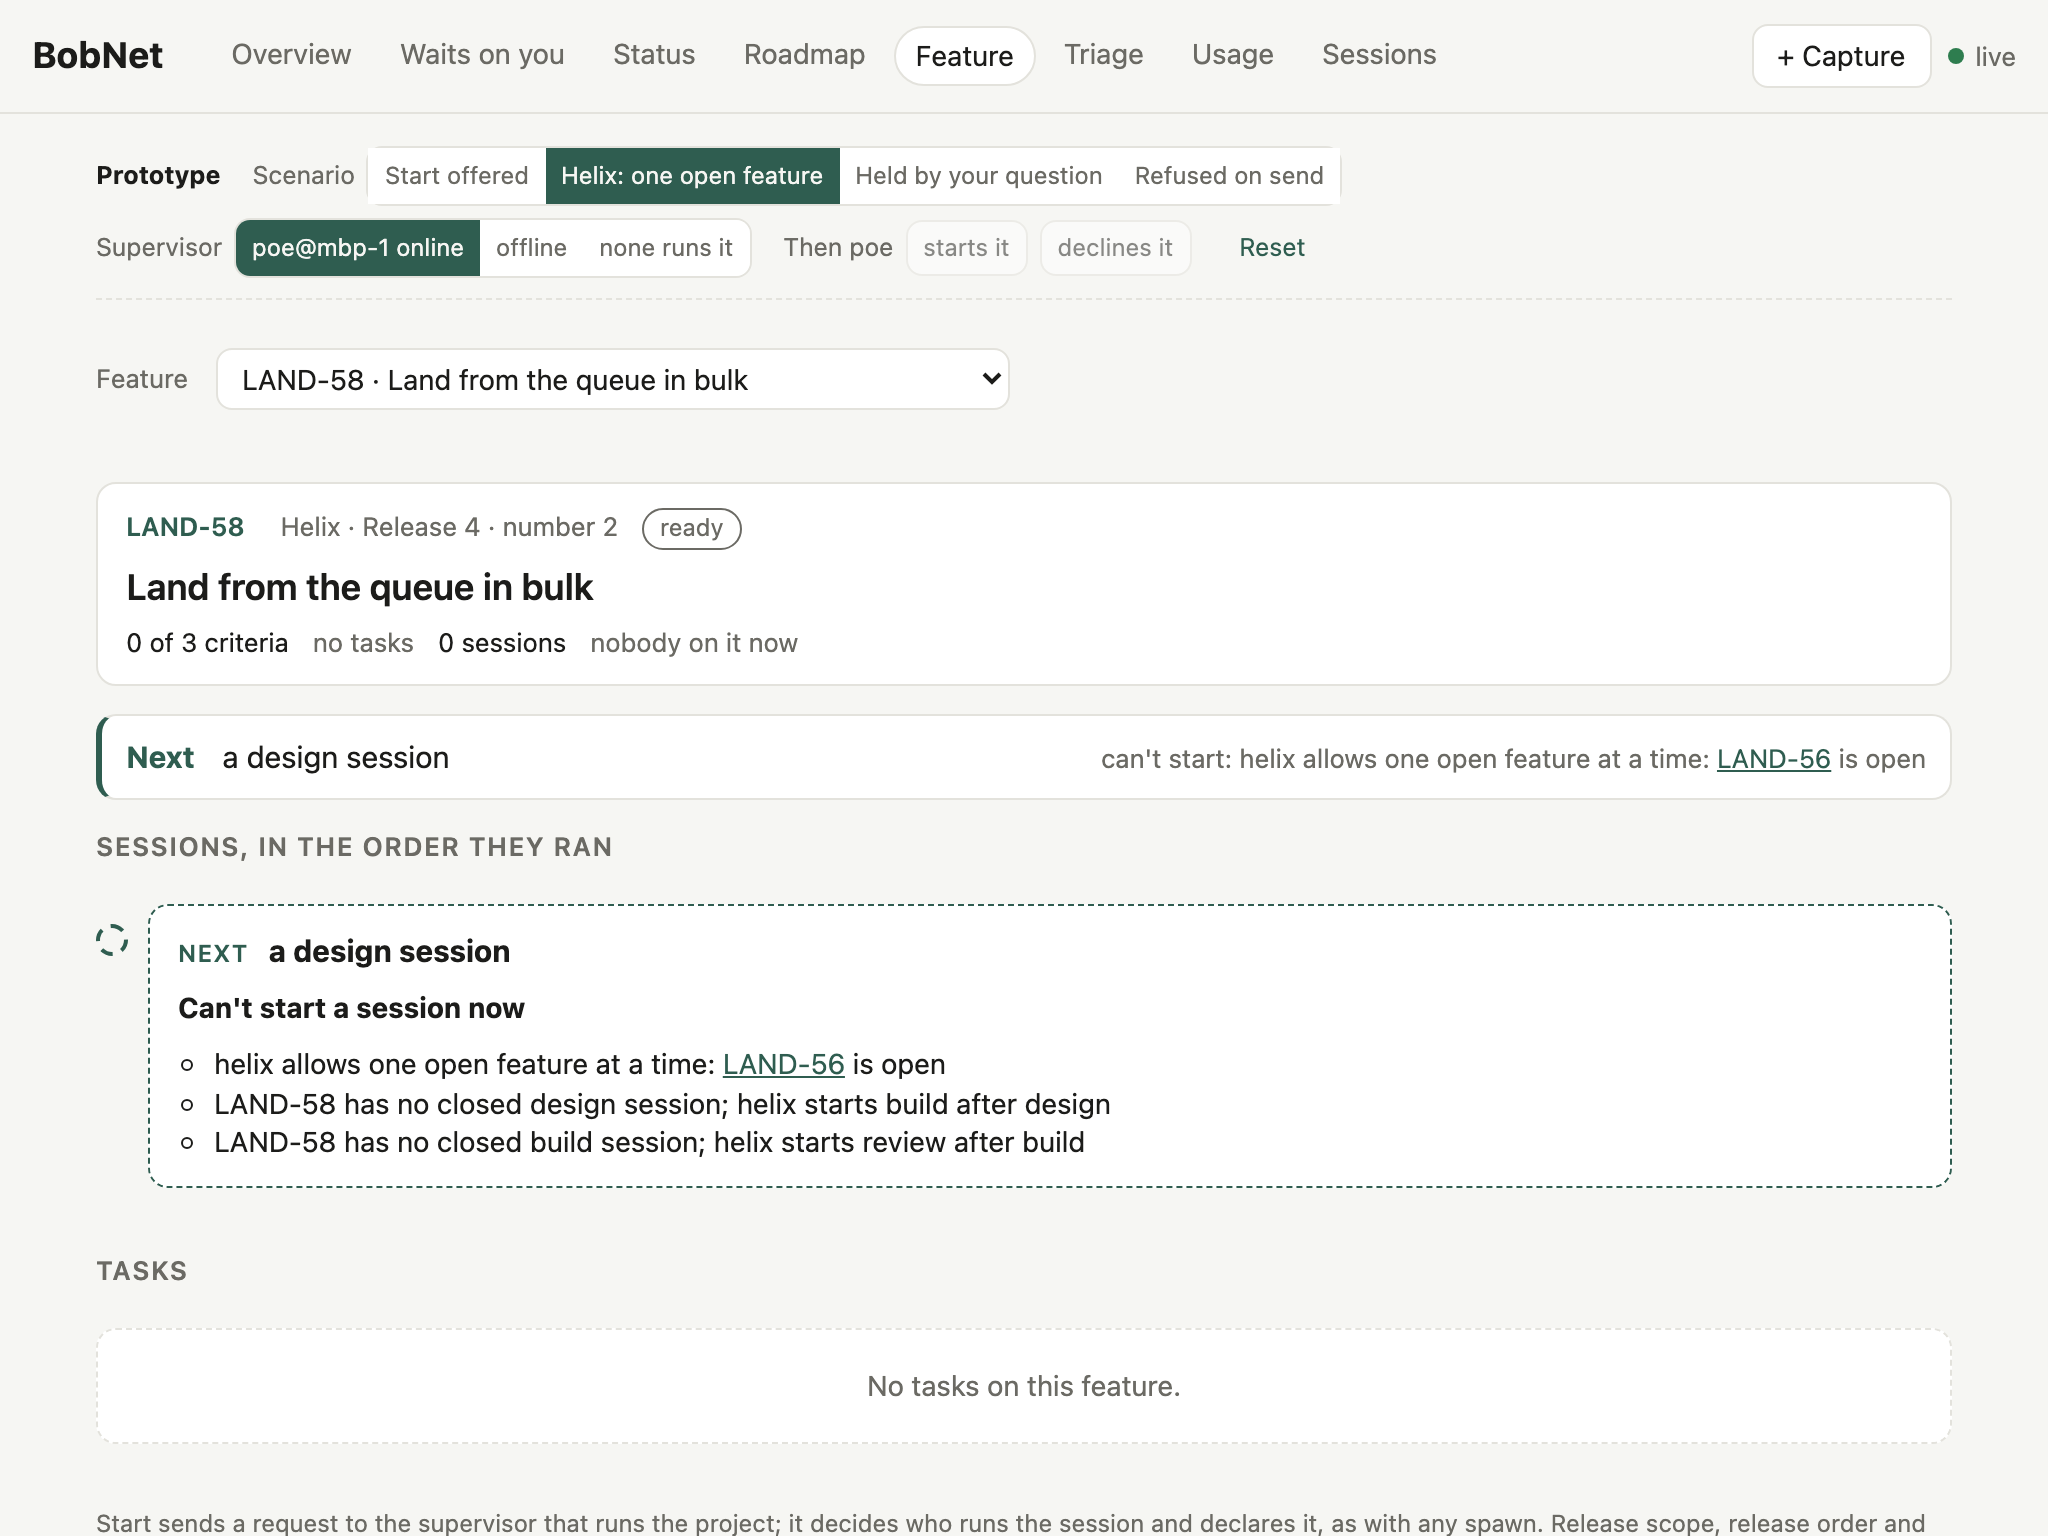 BobNet Overview Waits on you Status Roadmap Feature Triage Usage Sessions + Capture live
Prototype Scenario Start offered Helix: one open feature Held by your question Refused on send
Supervisor poe@mbp-1 online offline none runs it Then poe starts it declines it Reset
Feature LAND-58 · Land from the queue in bulk
LAND-58 Helix · Release 4 · number 2 ready
Land from the queue in bulk
0 of 3 criteria no tasks 0 sessions nobody on it now
Next a design session can't start: helix allows one open feature at a time: LAND-56 is open
SESSIONS, IN THE ORDER THEY RAN
NEXT a design session
Can't start a session now
helix allows one open feature at a time: LAND-56 is open
LAND-58 has no closed design session; helix starts build after design
LAND-58 has no closed build session; helix starts review after build
TASKS
No tasks on this feature.
Start sends a request to the supervisor that runs the project; it decides who runs the session and declares it, as with any spawn. Release scope, release order and